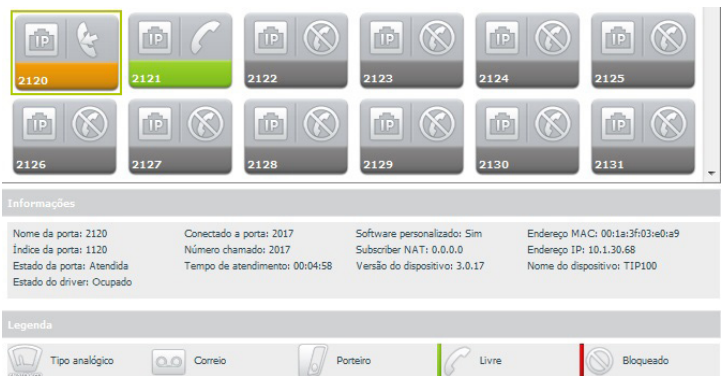 IP IP IP IP IP IP
2120 2121 2122 2123 2124 2125
IP IP IP IP IP IP
2126 2127 2128 2129 2130 2131
Informações
Nome da porta: 2120 Conectado a porta: 2017 Software personalizado: Sim Endereço MAC: 00:1a:3f:03:e0:a9
Índice da porta: 1120 Número chamado: 2017 Subscriber NAT: 0.0.0.0 Endereço IP: 10.1.30.68
Estado da porta: Atendida Tempo de atendimento: 00:04:58 Versão do dispositivo: 3.0.17 Nome do dispositivo: TIP100
Estado do driver: Ocupado
Legenda
Tipo analógico Correio Porteiro Livre Bloqueado